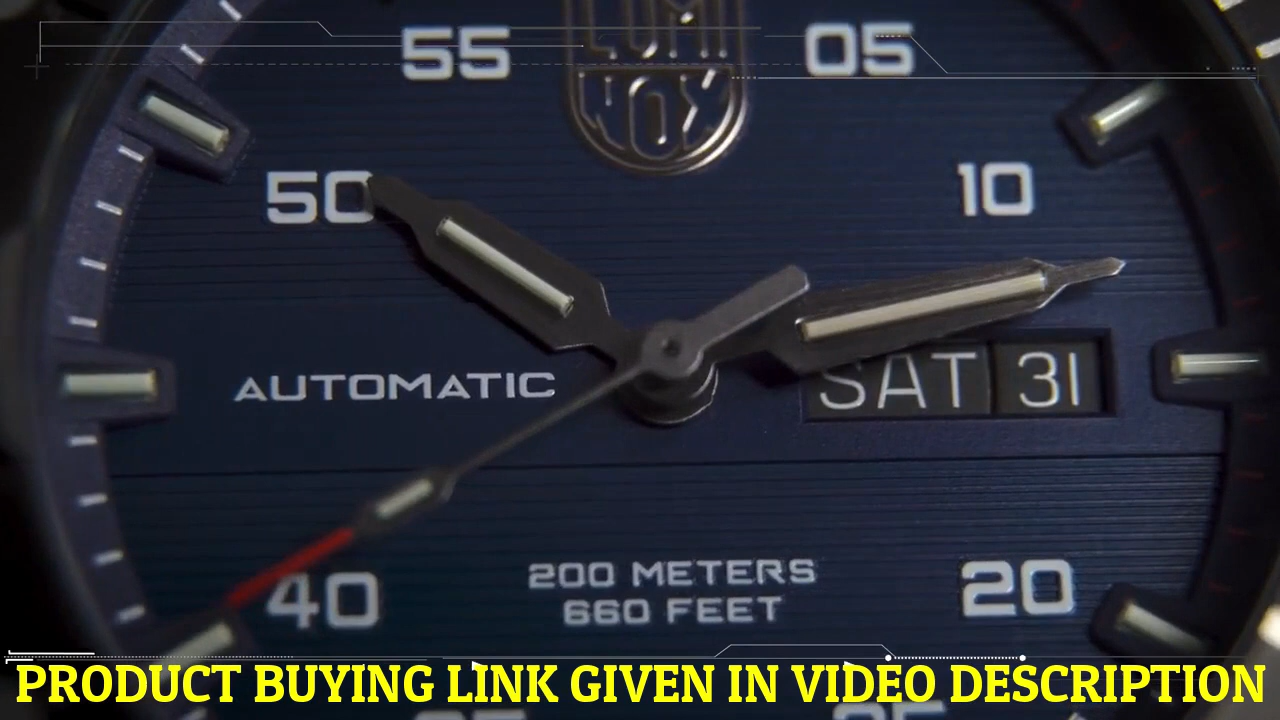 55
LUMI
NOX
05
50
10
AUTOMATIC
SAT 31
200 METERS
660 FEET
40
20
PRODUCT BUYING LINK GIVEN IN VIDEO DESCRIPTION